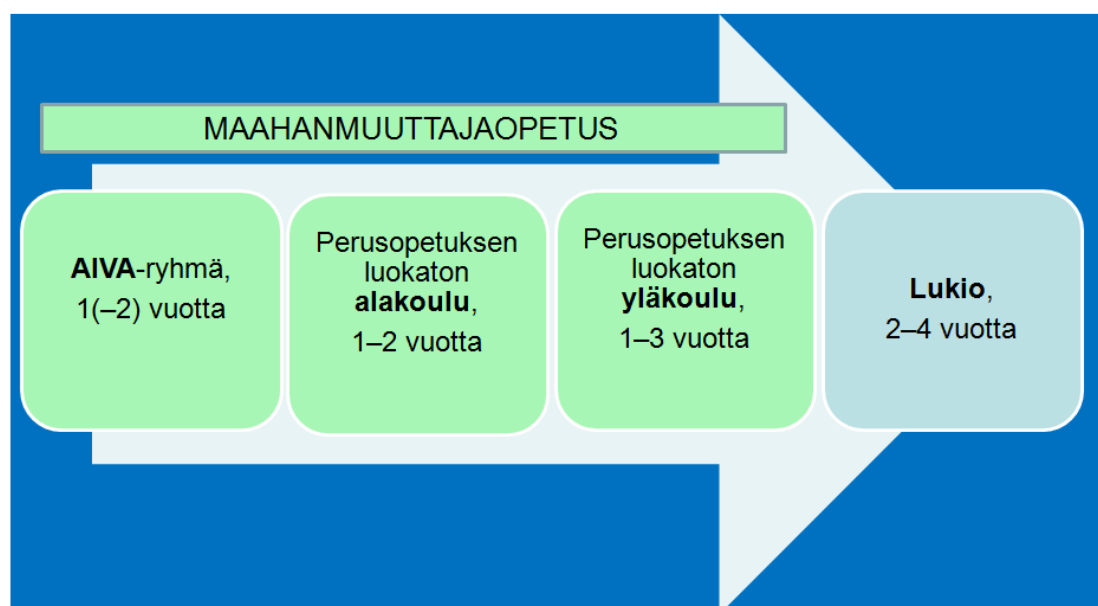 MAAHANMUUTTAJAOPETUS
AIVA-ryhmä,
1(–2) vuotta
Perusopetuksen
luokaton
alakoulu,
1–2 vuotta
Perusopetuksen
luokaton
yläkoulu,
1–3 vuotta
Lukio,
2–4 vuotta